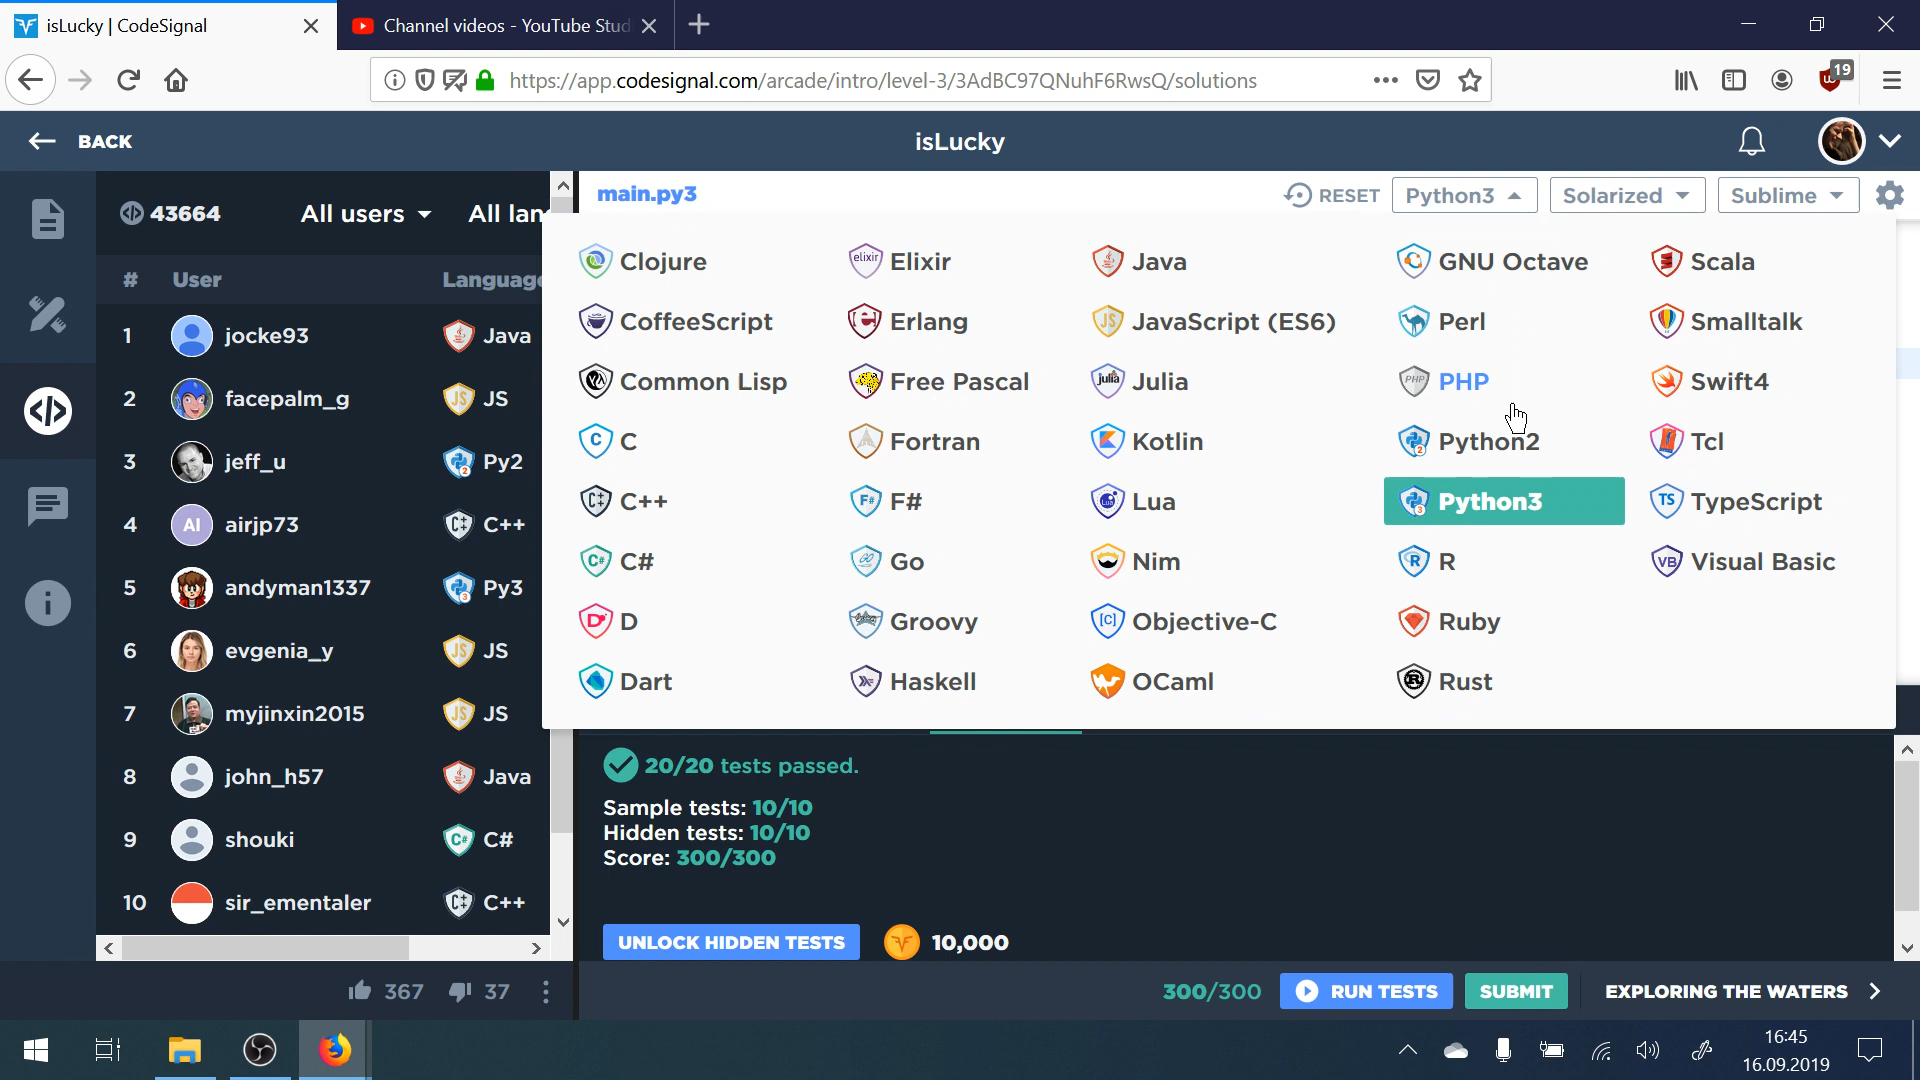 isLucky | CodeSignal
Channel videos - YouTube Stud
https://app.codesignal.com/arcade/intro/level-3/3AdBC97QNuhF6RwsQ/solutions
19
BACK
isLucky
43664
All users
All lan
main.py3
RESET
Python3
Solarized
Sublime
# User Language
1 jocke93 Java
2 facepalm_g JS
3 jeff_u Py2
4 AI airjp73 C++
5 andyman1337 Py3
6 evgenia_y JS
7 myjinxin2015 JS
8 john_h57 Java
9 shouki C#
10 sir_ementaler C++
Clojure
CoffeeScript
Common Lisp
C
C++
C#
D
Dart
Elixir
Erlang
Free Pascal
Fortran
F#
Go
Groovy
Haskell
Java
JavaScript (ES6)
Julia
Kotlin
Lua
Nim
Objective-C
OCaml
GNU Octave
Perl
PHP
Python2
Python3
R
Ruby
Rust
Scala
Smalltalk
Swift4
Tcl
TypeScript
Visual Basic
20/20 tests passed.
Sample tests: 10/10
Hidden tests: 10/10
Score: 300/300
UNLOCK HIDDEN TESTS
10,000
367
37
300/300
RUN TESTS
SUBMIT
EXPLORING THE WATERS
16:45
16.09.2019